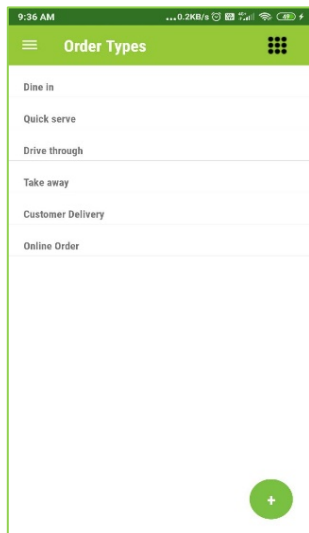 9:36 AM ...0.2KB/s 49
Order Types
Dine in
Quick serve
Drive through
Take away
Customer Delivery
Online Order
+